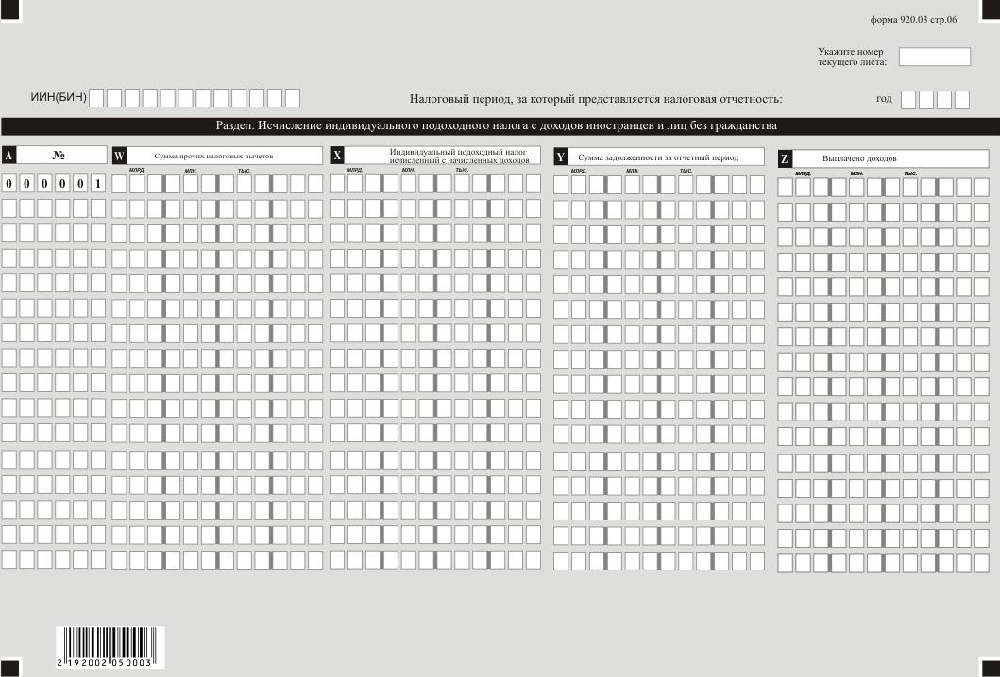 форма 920.03 стр.06
Укажите номер
текущего листа:
ИИН(БИН)
Налоговый период, за который представляется налоговая отчетность:
год
Раздел. Исчисление индивидуального подоходного налога с доходов иностранцев и лиц без гражданства
A №
W Сумма прочих налоговых вычетов
X Индивидуальный подоходный налог
исчисленный с начисленных доходов
Y Сумма задолженности за отчетный период
Z Выплачено доходов
МЛРД. МЛН. ТЫС. МЛРД. МЛН. ТЫС. МЛРД. МЛН. ТЫС. МЛРД. МЛН. ТЫС.
0 0 0 0 0 1
2 192002 050003